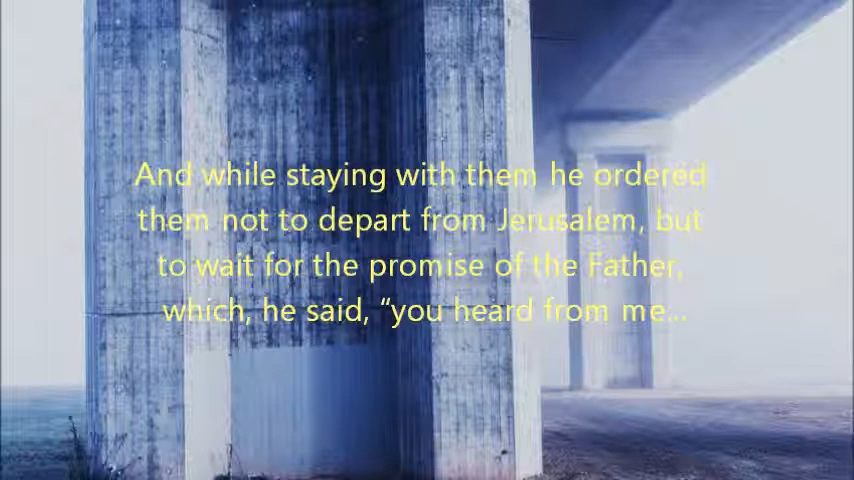 And while staying with them he ordered
them not to depart from Jerusalem, but
to wait for the promise of the Father,
which, he said, “you heard from me...